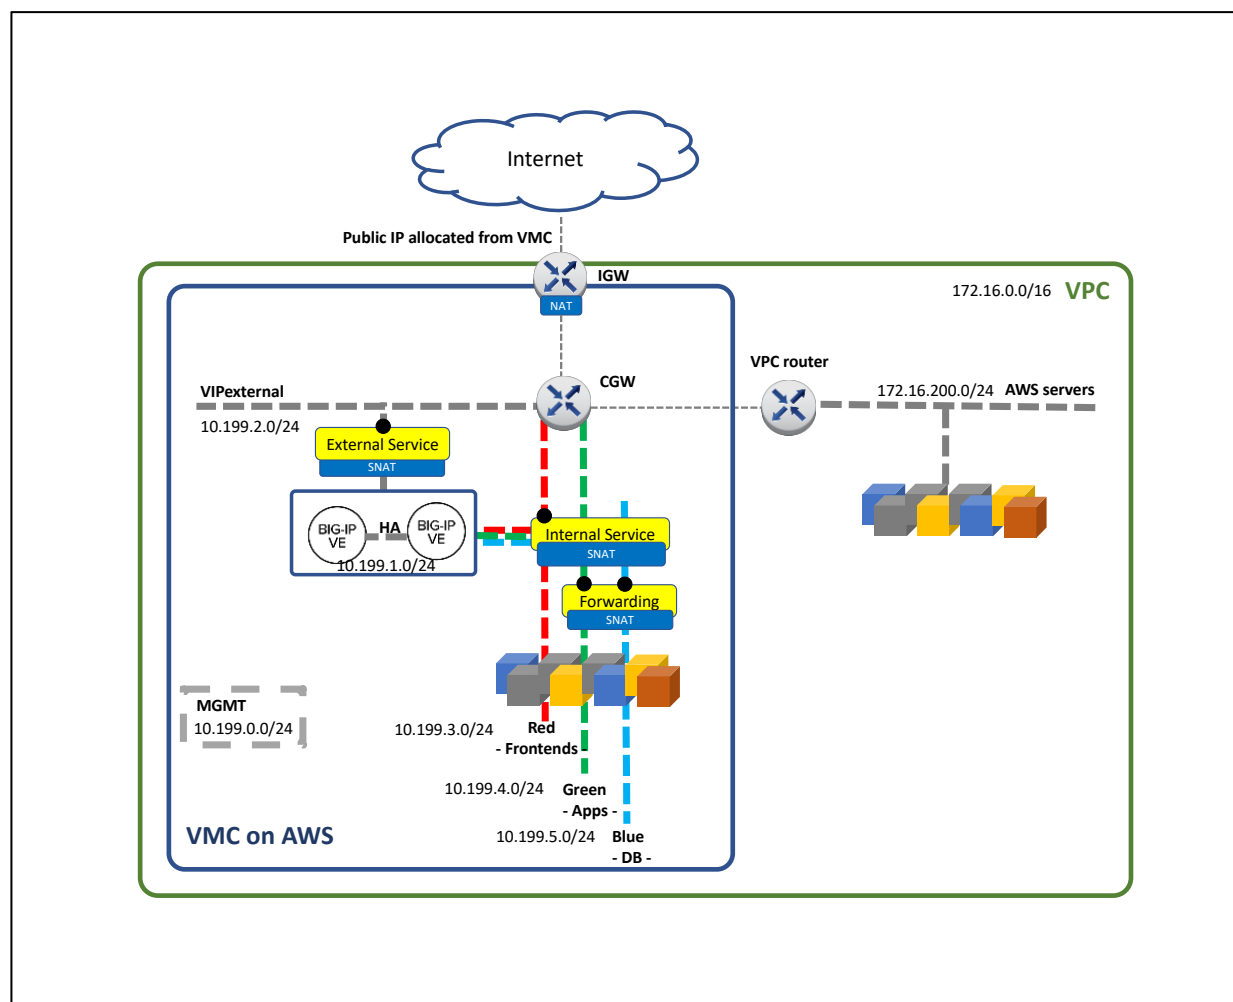 Internet
Public IP allocated from VMC
IGW
NAT
172.16.0.0/16 VPC
VPC router
CGW
VIPexternal
172.16.200.0/24 AWS servers
10.199.2.0/24
External Service
SNAT
BIG-IP
VE
HA
BIG-IP
VE
10.199.1.0/24
Internal Service
SNAT
Forwarding
SNAT
MGMT
10.199.0.0/24
10.199.3.0/24 Red
- Frontends -
10.199.4.0/24 Green
- Apps -
10.199.5.0/24 Blue
- DB -
VMC on AWS